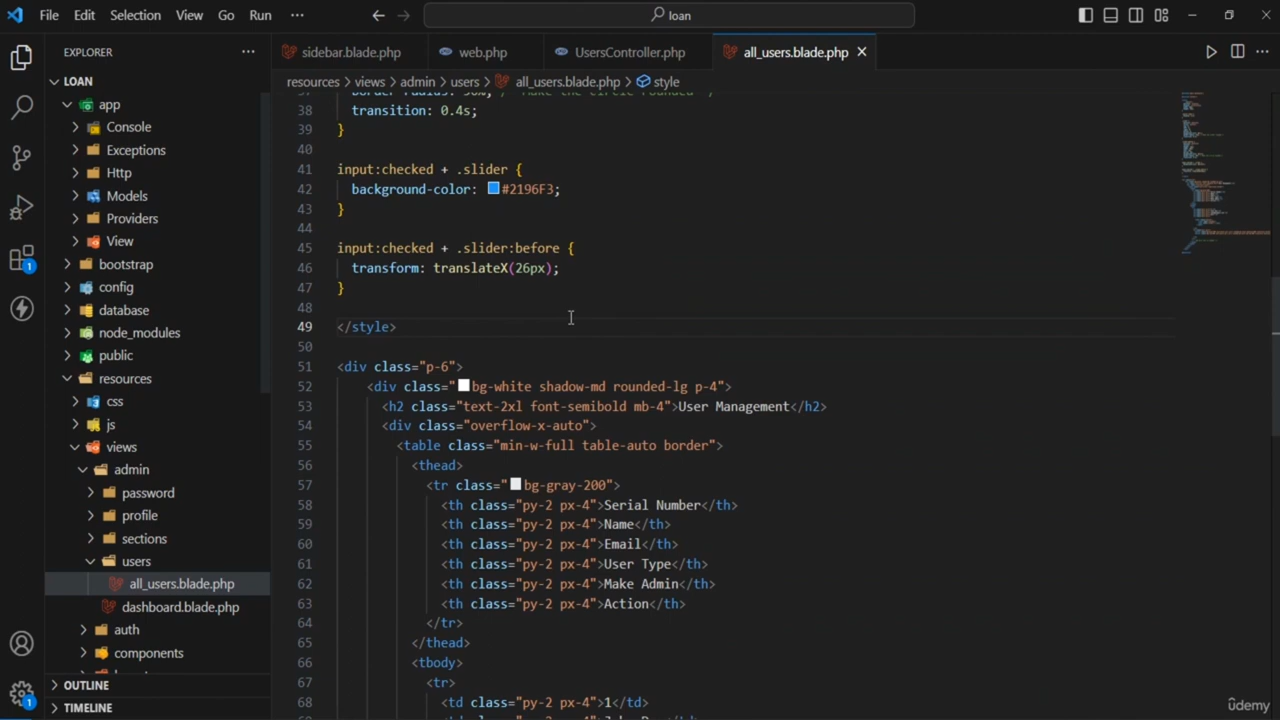 File Edit Selection View Go Run ··· loan
EXPLORER ···
sidebar.blade.php web.php UsersController.php all_users.blade.php
LOAN
app
Console
Exceptions
Http
Models
Providers
View
bootstrap
config
database
node_modules
public
resources
css
js
views
admin
password
profile
sections
users
all_users.blade.php
dashboard.blade.php
auth
components
OUTLINE
TIMELINE
1
1
resources > views > admin > users > all_users.blade.php > style
38 transition: 0.4s;
39 }
40
41 input:checked + .slider {
42 background-color: #2196F3;
43 }
44
45 input:checked + .slider:before {
46 transform: translateX(26px);
47 }
48
49 </style>
50
51 <div class="p-6">
52 <div class="bg-white shadow-md rounded-lg p-4">
53 <h2 class="text-2xl font-semibold mb-4">User Management</h2>
54 <div class="overflow-x-auto">
55 <table class="min-w-full table-auto border">
56 <thead>
57 <tr class="bg-gray-200">
58 <th class="py-2 px-4">Serial Number</th>
59 <th class="py-2 px-4">Name</th>
60 <th class="py-2 px-4">Email</th>
61 <th class="py-2 px-4">User Type</th>
62 <th class="py-2 px-4">Make Admin</th>
63 <th class="py-2 px-4">Action</th>
64 </tr>
65 </thead>
66 <tbody>
67 <tr>
68 <td class="py-2 px-4">1</td>
udemy